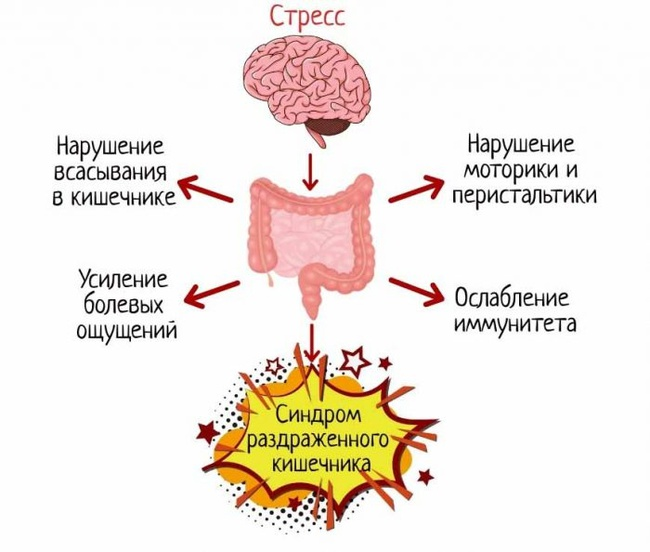 Стресс
Нарушение
всасывания
в кишечнике
Нарушение
моторики и
перистальтики
Усиление
болевых
ощущений
Ослабление
иммунитета
Синдром
раздраженного
кишечника